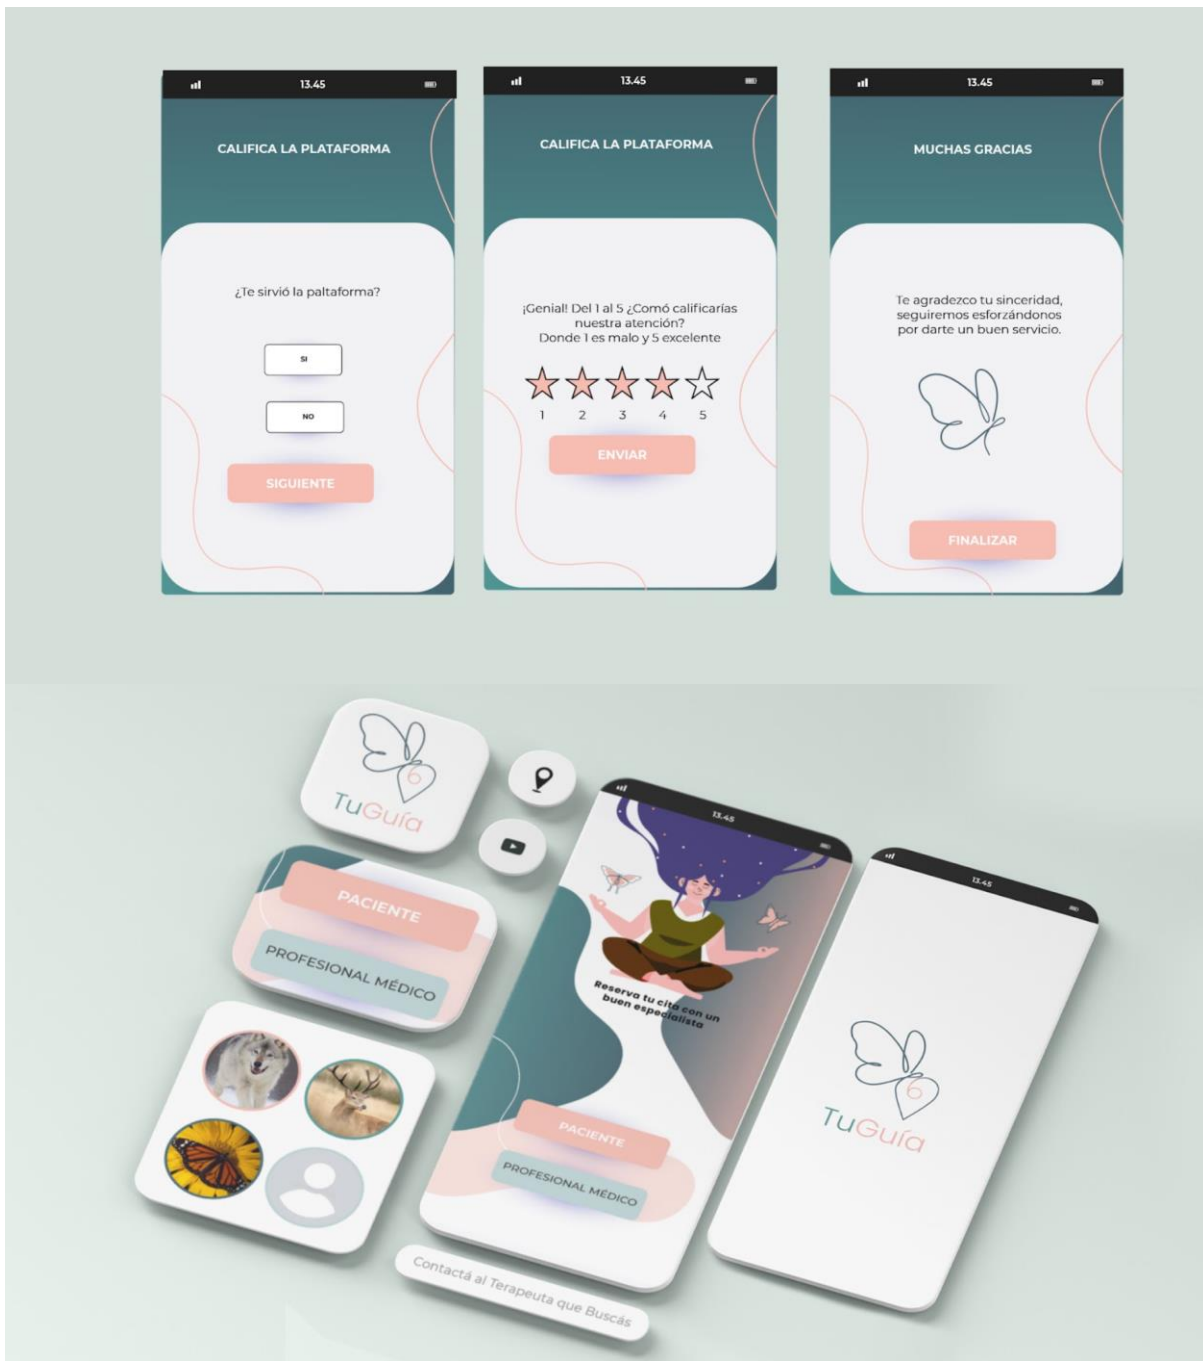 13.45
CALIFICA LA PLATAFORMA
¿Te sirvió la paltaforma?
SI
NO
SIGUIENTE
13.45
CALIFICA LA PLATAFORMA
¡Genial! Del 1 al 5 ¿Comó calificarías
nuestra atención?
Donde 1 es malo y 5 excelente
1 2 3 4 5
ENVIAR
13.45
MUCHAS GRACIAS
Te agradezco tu sinceridad,
seguiremos esforzándonos
por darte un buen servicio.
FINALIZAR
6
TuGuía
PACIENTE
PROFESIONAL MÉDICO
13.45
Reserva tu cita con un
buen especialista
PACIENTE
PROFESIONAL MÉDICO
13.45
6
TuGuía
Contactá al Terapeuta que Buscás